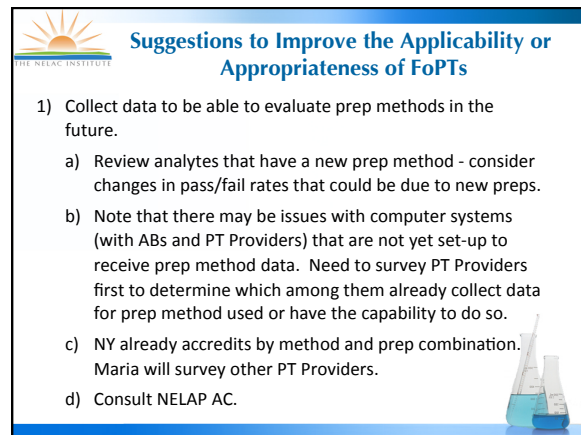 Suggestions to Improve the Applicability or
Appropriateness of FoPTs
THE NELAC INSTITUTE
1) Collect data to be able to evaluate prep methods in the
future.
a) Review analytes that have a new prep method - consider
changes in pass/fail rates that could be due to new preps.
b) Note that there may be issues with computer systems
(with ABs and PT Providers) that are not yet set-up to
receive prep method data. Need to survey PT Providers
first to determine which among them already collect data
for prep method used or have the capability to do so.
c) NY already accredits by method and prep combination.
Maria will survey other PT Providers.
d) Consult NELAP AC.